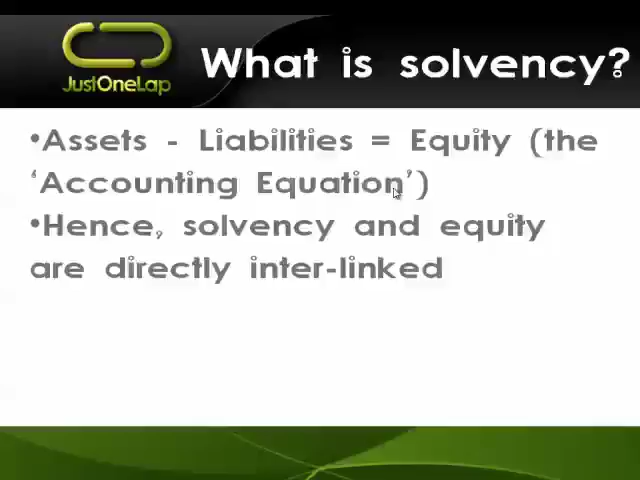 JustOneLap
What is solvency?
•Assets - Liabilities = Equity (the
‘Accounting Equation’)
•Hence, solvency and equity
are directly inter-linked